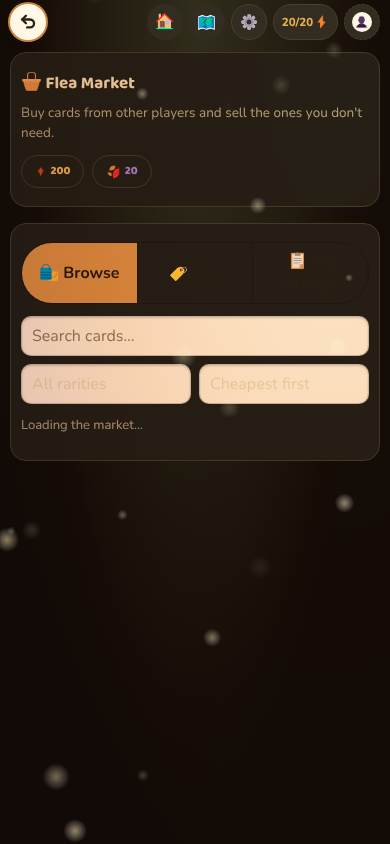 20/20
Flea Market
Buy cards from other players and sell the ones you don't
need.
200
20
Browse
Search cards...
All rarities
Cheapest first
Loading the market...